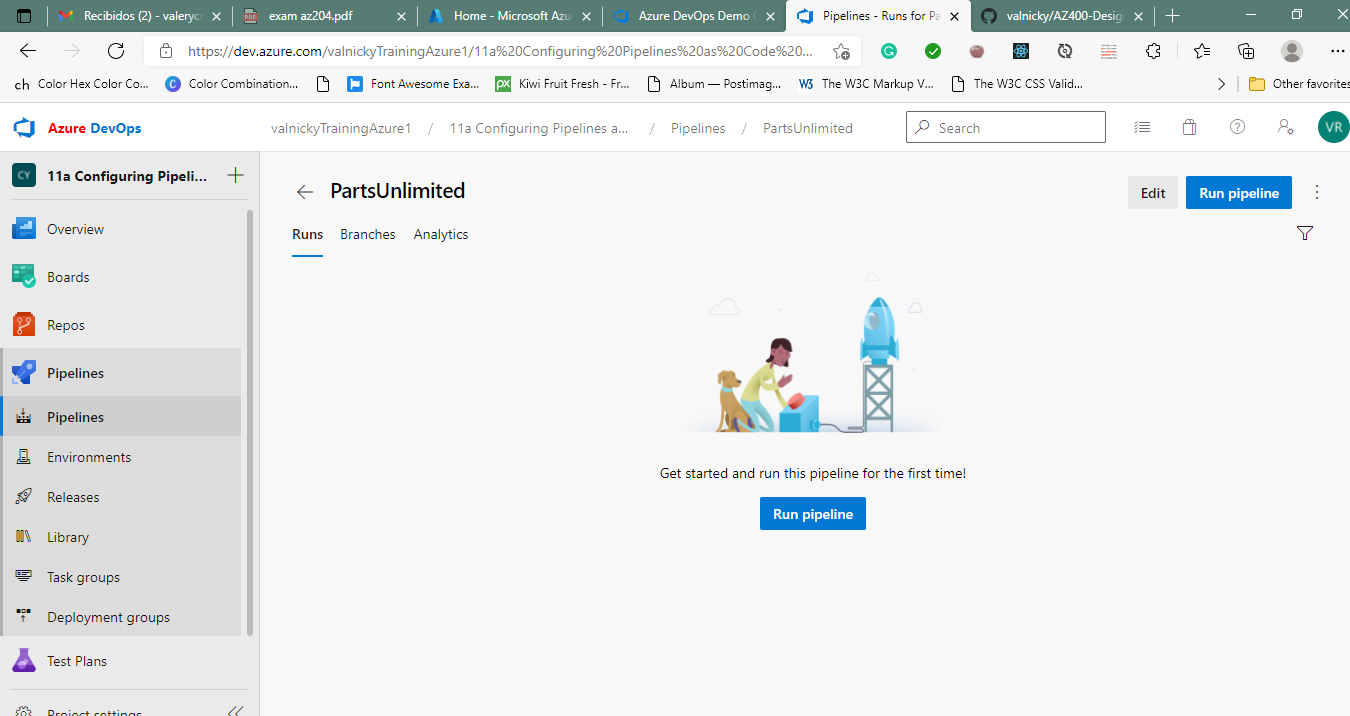 Recibidos (2) - valeryc
exam az204.pdf
Home - Microsoft Azu
Azure DevOps Demo G
Pipelines - Runs for Pa
valnicky/AZ400-Desig
https://dev.azure.com/valnickyTrainingAzure1/11a%20Configuring%20Pipelines%20as%20Code%20...
ch Color Hex Color Co...
C Color Combination...
Font Awesome Exa...
px Kiwi Fruit Fresh - Fr...
Album — Postimag...
W3 The W3C Markup V...
The W3C CSS Valid...
Other favorites
Azure DevOps
valnickyTrainingAzure1 / 11a Configuring Pipelines a... / Pipelines / PartsUnlimited
Search
VR
CY 11a Configuring Pipeli...
Overview
Boards
Repos
Pipelines
Pipelines
Environments
Releases
Library
Task groups
Deployment groups
Test Plans
Project settings
PartsUnlimited
Edit
Run pipeline
Runs Branches Analytics
Get started and run this pipeline for the first time!
Run pipeline